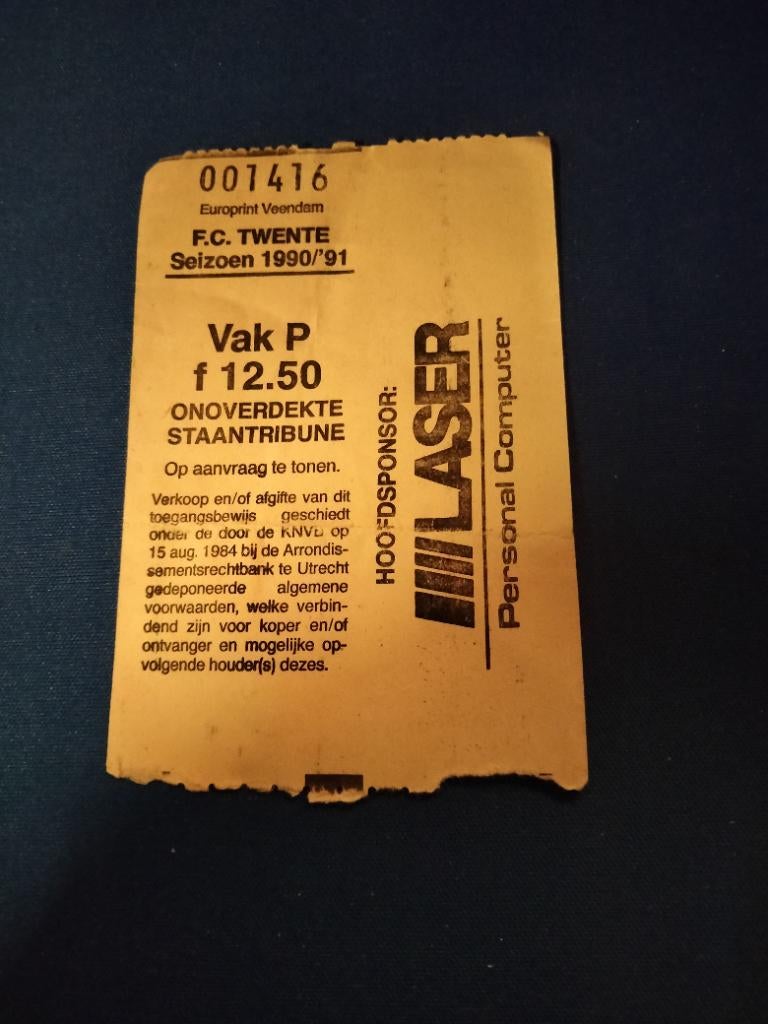 001416
Europrint Veendam
F.C. TWENTE
Seizoen 1990/'91
Vak P
f 12.50
ONOVERDEKTE
STAANTRIBUNE
Op aanvraag te tonen.
Verkoop en/of afgifte van dit
toegangsbewijs geschiedt
onder de door de KNVB op
15 aug. 1984 bij de Arrondis-
sementsrechtbank te Utrecht
gedeponeerde algemene
voorwaarden, welke verbin-
dend zijn voor koper en/of
ontvanger en mogelijke op-
volgende houder(s) dezes.
HOOFDSPONSOR:
LASER
Personal Computer